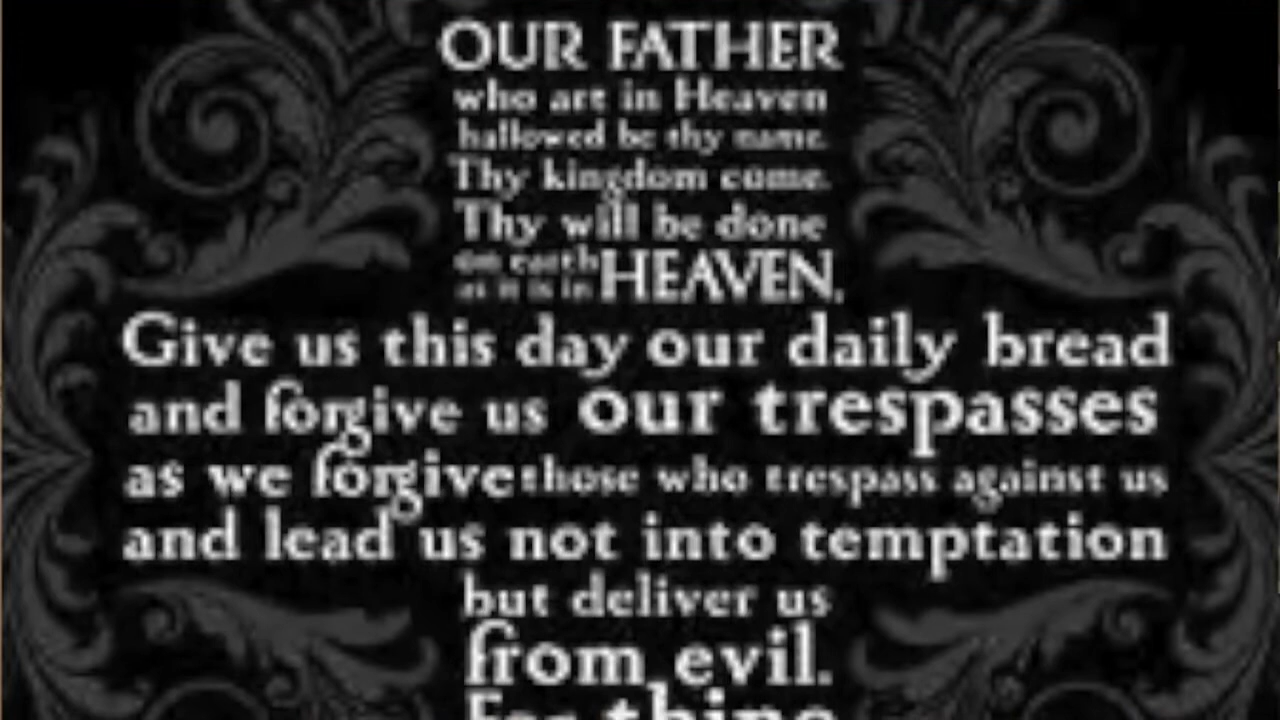 OUR FATHER
who art in Heaven
hallowed be thy name.
Thy kingdom come.
Thy will be done
on earth
as it is in HEAVEN.
Give us this day our daily bread
and forgive us our trespasses
as we forgive those who trespass against us
and lead us not into temptation
but deliver us
from evil.
For thine